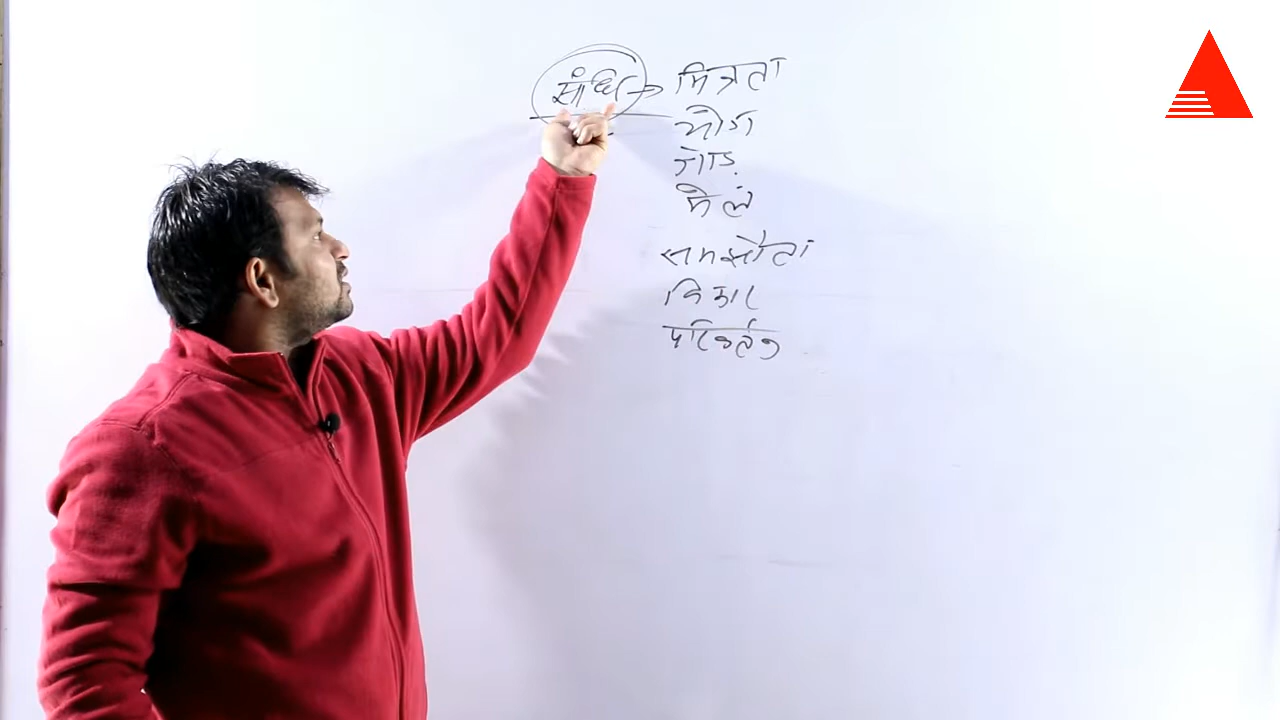 संधि → मित्रता
योग
जोड़
मेल
समझौता
विकार
परिवर्तन